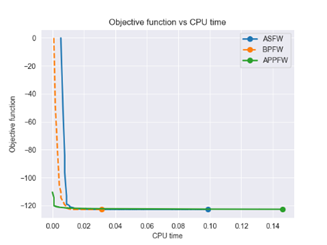 Objective function vs CPU time
ASFW
BPFW
APPFW
Objective function
0
−20
−40
−60
−80
−100
−120
0.00 0.02 0.04 0.06 0.08 0.10 0.12 0.14
CPU time